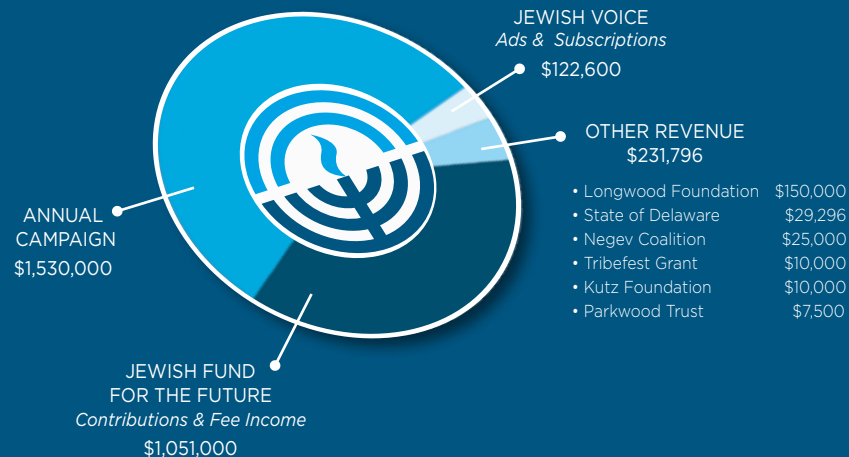 JEWISH VOICE
Ads & Subscriptions
$122,600
OTHER REVENUE
$231,796
• Longwood Foundation $150,000
• State of Delaware $29,296
• Negev Coalition $25,000
• Tribefest Grant $10,000
• Kutz Foundation $10,000
• Parkwood Trust $7,500
ANNUAL
CAMPAIGN
$1,530,000
JEWISH FUND
FOR THE FUTURE
Contributions & Fee Income
$1,051,000